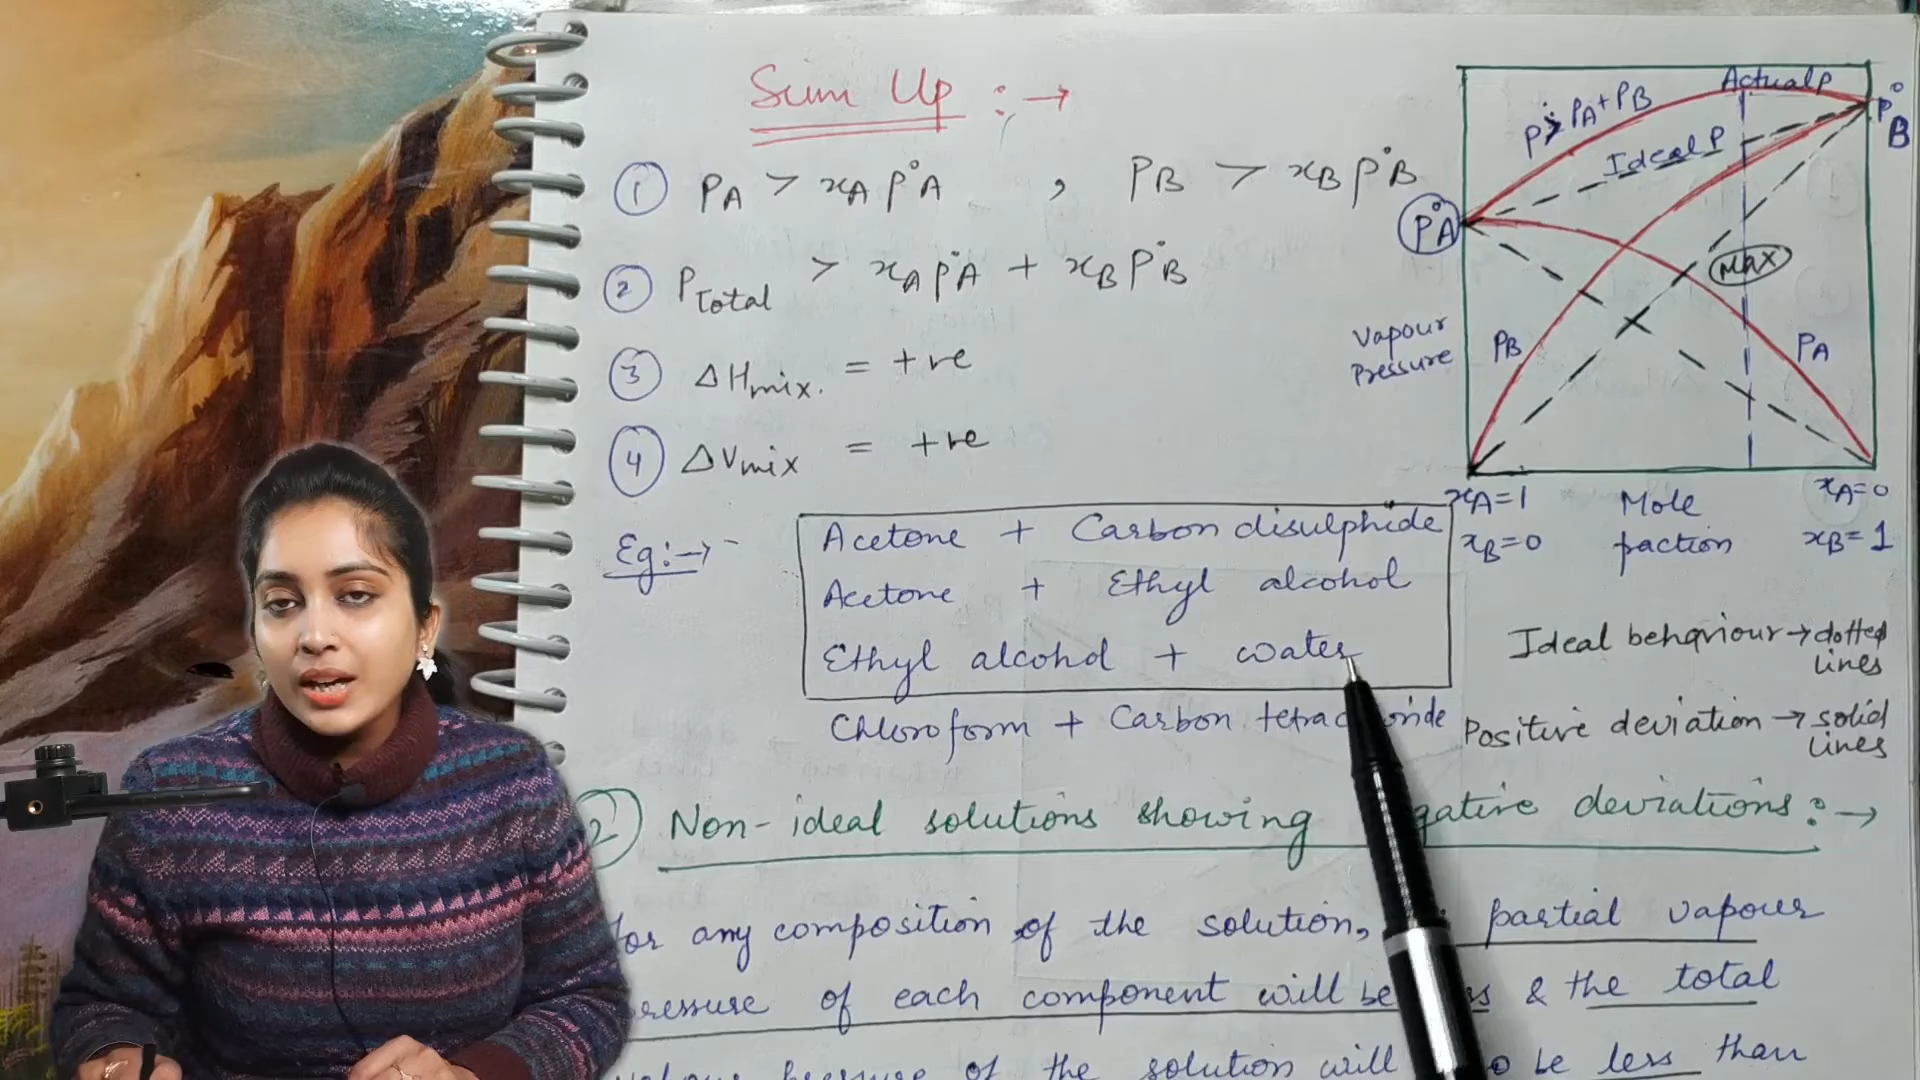 Sum Up :→
① PA > xA p°A , PB > xB p°B
② PTotal > xA p°A + xB p°B
③ ΔHmix. = +ve
④ ΔVmix = +ve
Eg:→
Acetone + Carbon disulphide
Acetone + Ethyl alcohol
Ethyl alcohol + water
Chloroform + Carbon
Actual P
P > PA + PB
Ideal P
p°B
p°A
Max
Vapour
Pressure
PB
PA
xA=1 Mole xA=0
xB=0 fraction xB=1
Ideal behaviour → dotted
lines
Positive deviation → solid
lines
② Non-ideal solutions showing deviations :→
any composition of the solution, partial vapour
of each component will be & the total
of the solution will be less than